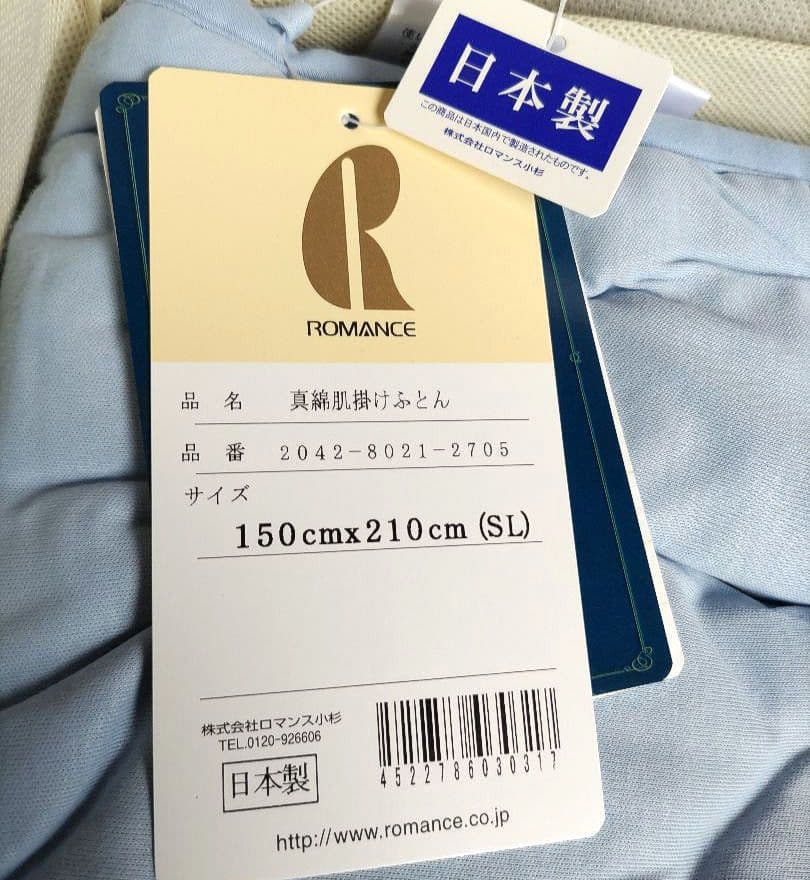 日本製
この商品は日本国内で製造されたものです。
株式会社ロマンス小杉
ROMANCE
品 名 真綿肌掛けふとん
品 番 2042-8021-2705
サイズ
150cmx210cm (SL)
株式会社ロマンス小杉
TEL.0120-926606
日本製
4522786030317
http://www.romance.co.jp